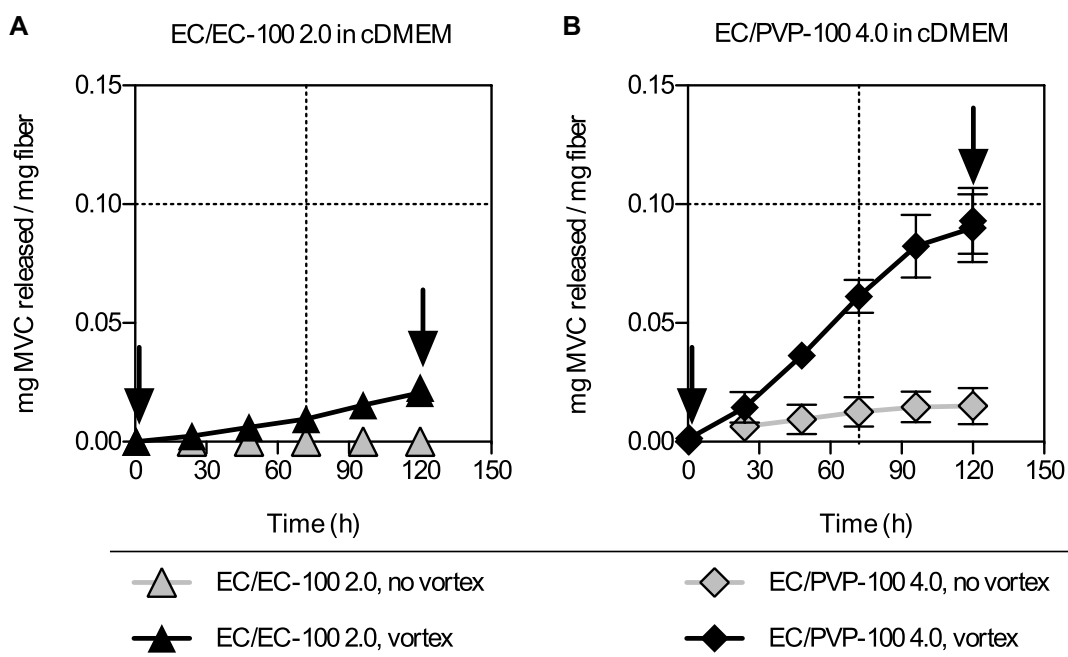 A
EC/EC-100 2.0 in cDMEM
mg MVC released / mg fiber
0.15
0.10
0.05
0.00
0 30 60 90 120 150
Time (h)
B
EC/PVP-100 4.0 in cDMEM
mg MVC released / mg fiber
0.15
0.10
0.05
0.00
0 30 60 90 120 150
Time (h)
EC/EC-100 2.0, no vortex
EC/EC-100 2.0, vortex
EC/PVP-100 4.0, no vortex
EC/PVP-100 4.0, vortex